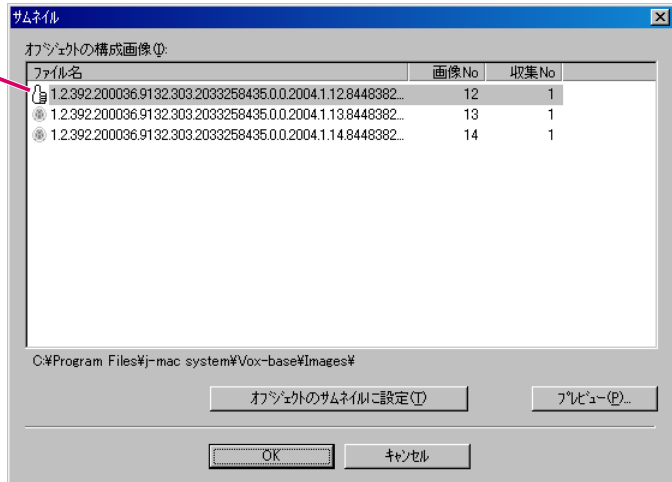 サムネイル
オブジェクトの構成画像(I):
ファイル名 画像No 収集No
1.2.392.200036.9132.303.2033258435.0.0.2004.1.12.8448382... 12 1
1.2.392.200036.9132.303.2033258435.0.0.2004.1.13.8448382... 13 1
1.2.392.200036.9132.303.2033258435.0.0.2004.1.14.8448382... 14 1
C:¥Program Files¥j-mac system¥Vox-base¥Images¥
オブジェクトのサムネイルに設定(T) プレビュー(P)...
OK キャンセル